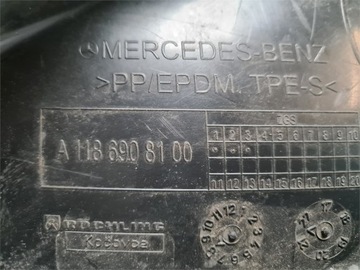 MERCEDES-BENZ
>PP/EPDM, TPE-S<
A 118 690 81 00
1 2 3 4 5 6 7 8 9
11 12 13 14 15 16 17 18 19 20
RÖCHLING